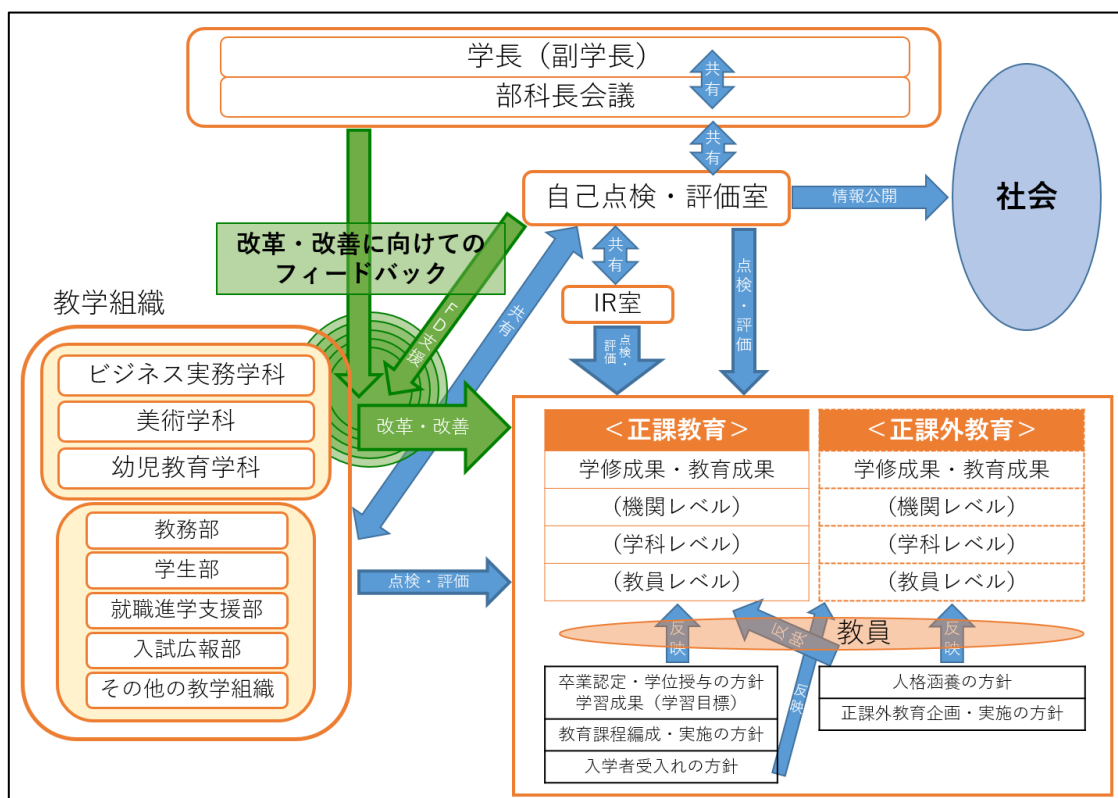 学長（副学長）
部科長会議
共有
共有
自己点検・評価室
情報公開
社会
改革・改善に向けての
フィードバック
共有
IR室
点検・評価
点検・
評価
FD支援
共有
教学組織
ビジネス実務学科
美術学科
幼児教育学科
改革・改善
教務部
学生部
就職進学支援部
入試広報部
その他の教学組織
点検・評価
＜正課教育＞
学修成果・教育成果
(機関レベル)
(学科レベル)
(教員レベル)
＜正課外教育＞
学修成果・教育成果
(機関レベル)
(学科レベル)
(教員レベル)
反映
反映
反映
反映
教員
卒業認定・学位授与の方針
学習成果（学習目標）
教育課程編成・実施の方針
入学者受入れの方針
人格涵養の方針
正課外教育企画・実施の方針